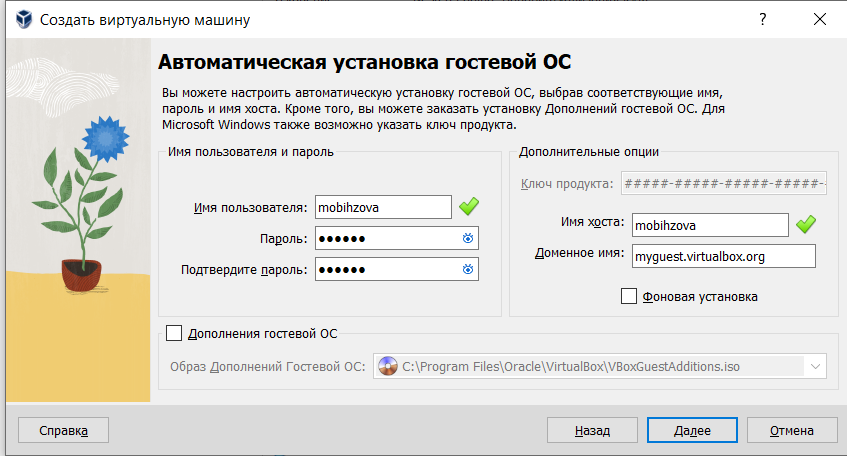 Создать виртуальную машину
Автоматическая установка гостевой ОС
Вы можете настроить автоматическую установку гостевой ОС, выбрав соответствующие имя,
пароль и имя хоста. Кроме того, вы можете заказать установку Дополнений гостевой ОС. Для
Microsoft Windows также возможно указать ключ продукта.
Имя пользователя и пароль
Имя пользователя: mobihzova
Пароль: ●●●●●●
Подтвердите пароль: ●●●●●●
Дополнительные опции
Ключ продукта: #####-#####-#####-#####-
Имя хоста: mobihzova
Доменное имя: myguest.virtualbox.org
Фоновая установка
Дополнения гостевой ОС
Образ Дополнений Гостевой ОС: C:\Program Files\Oracle\VirtualBox\VBoxGuestAdditions.iso
Справка Назад Далее Отмена